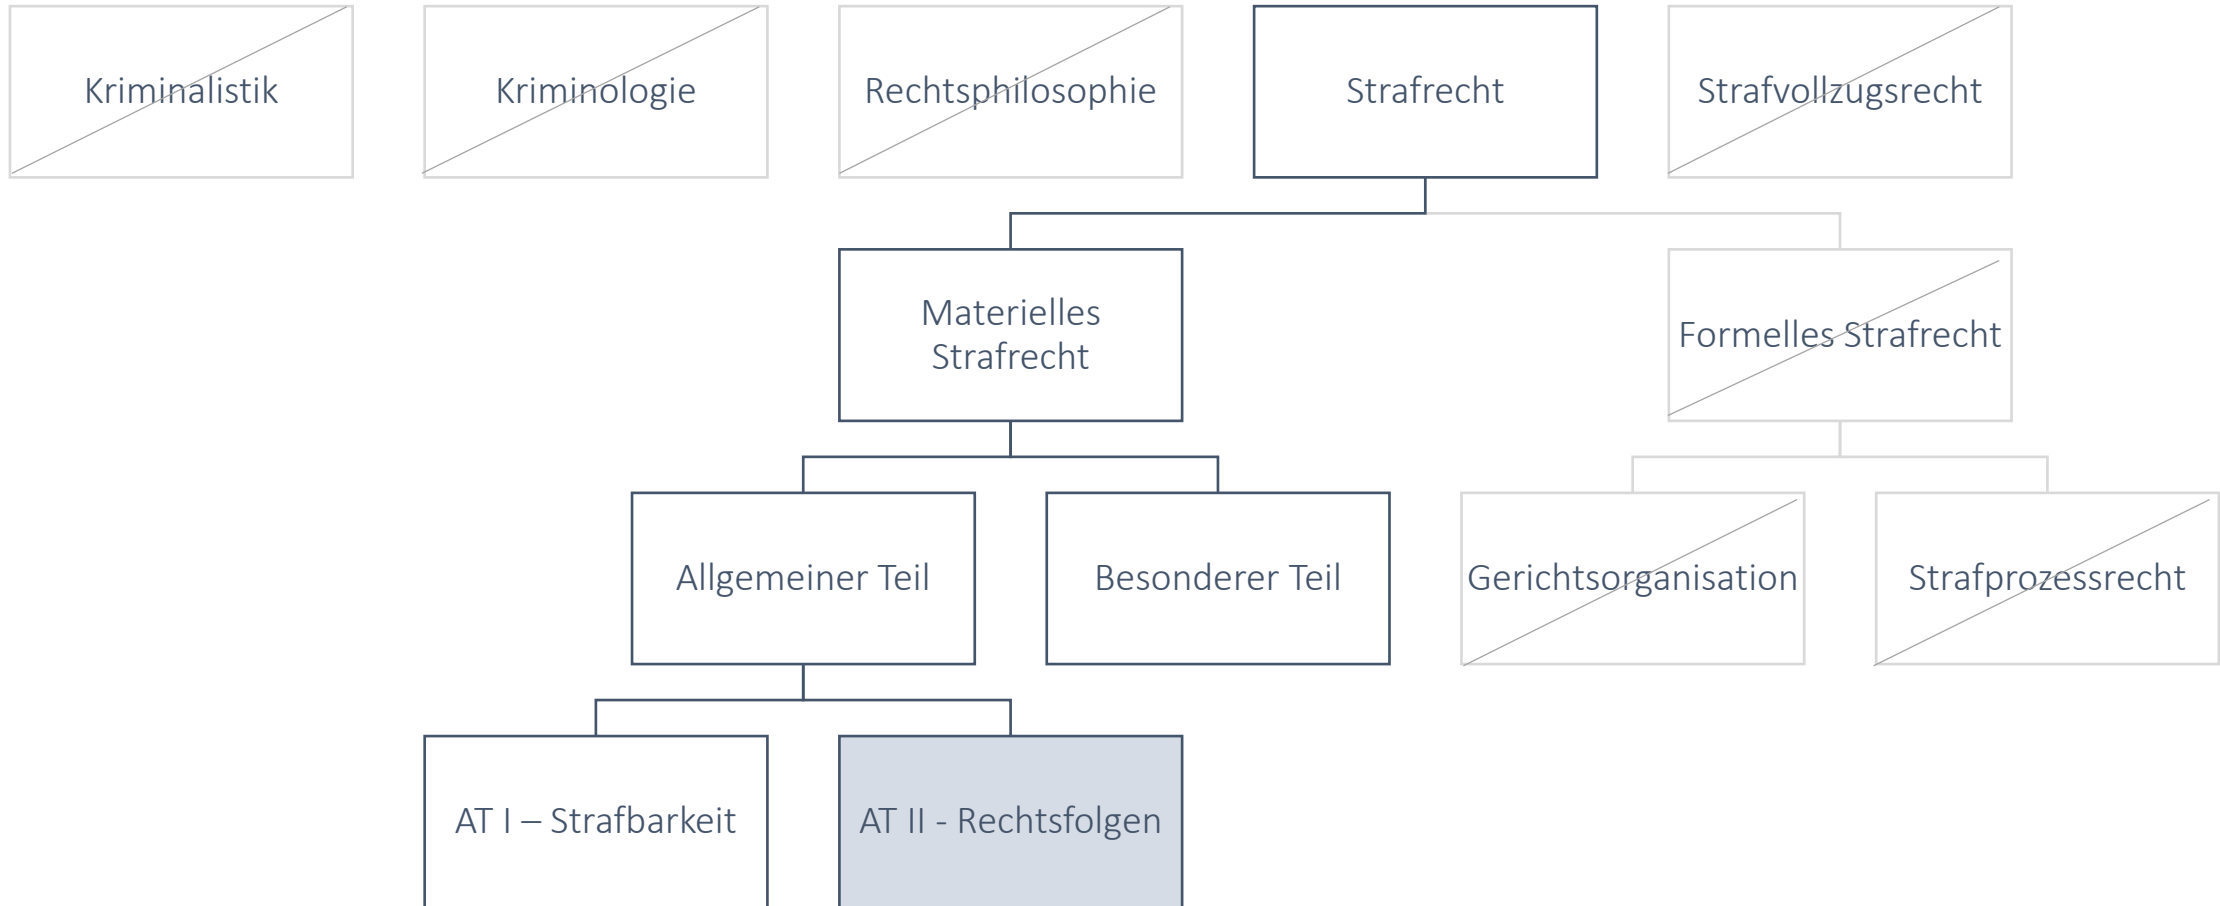 Kriminalistik
Kriminologie
Rechtsphilosophie
Strafrecht
Strafvollzugsrecht
Materielles
Strafrecht
Formelles Strafrecht
Allgemeiner Teil
Besonderer Teil
Gerichtsorganisation
Strafprozessrecht
AT I – Strafbarkeit
AT II - Rechtsfolgen